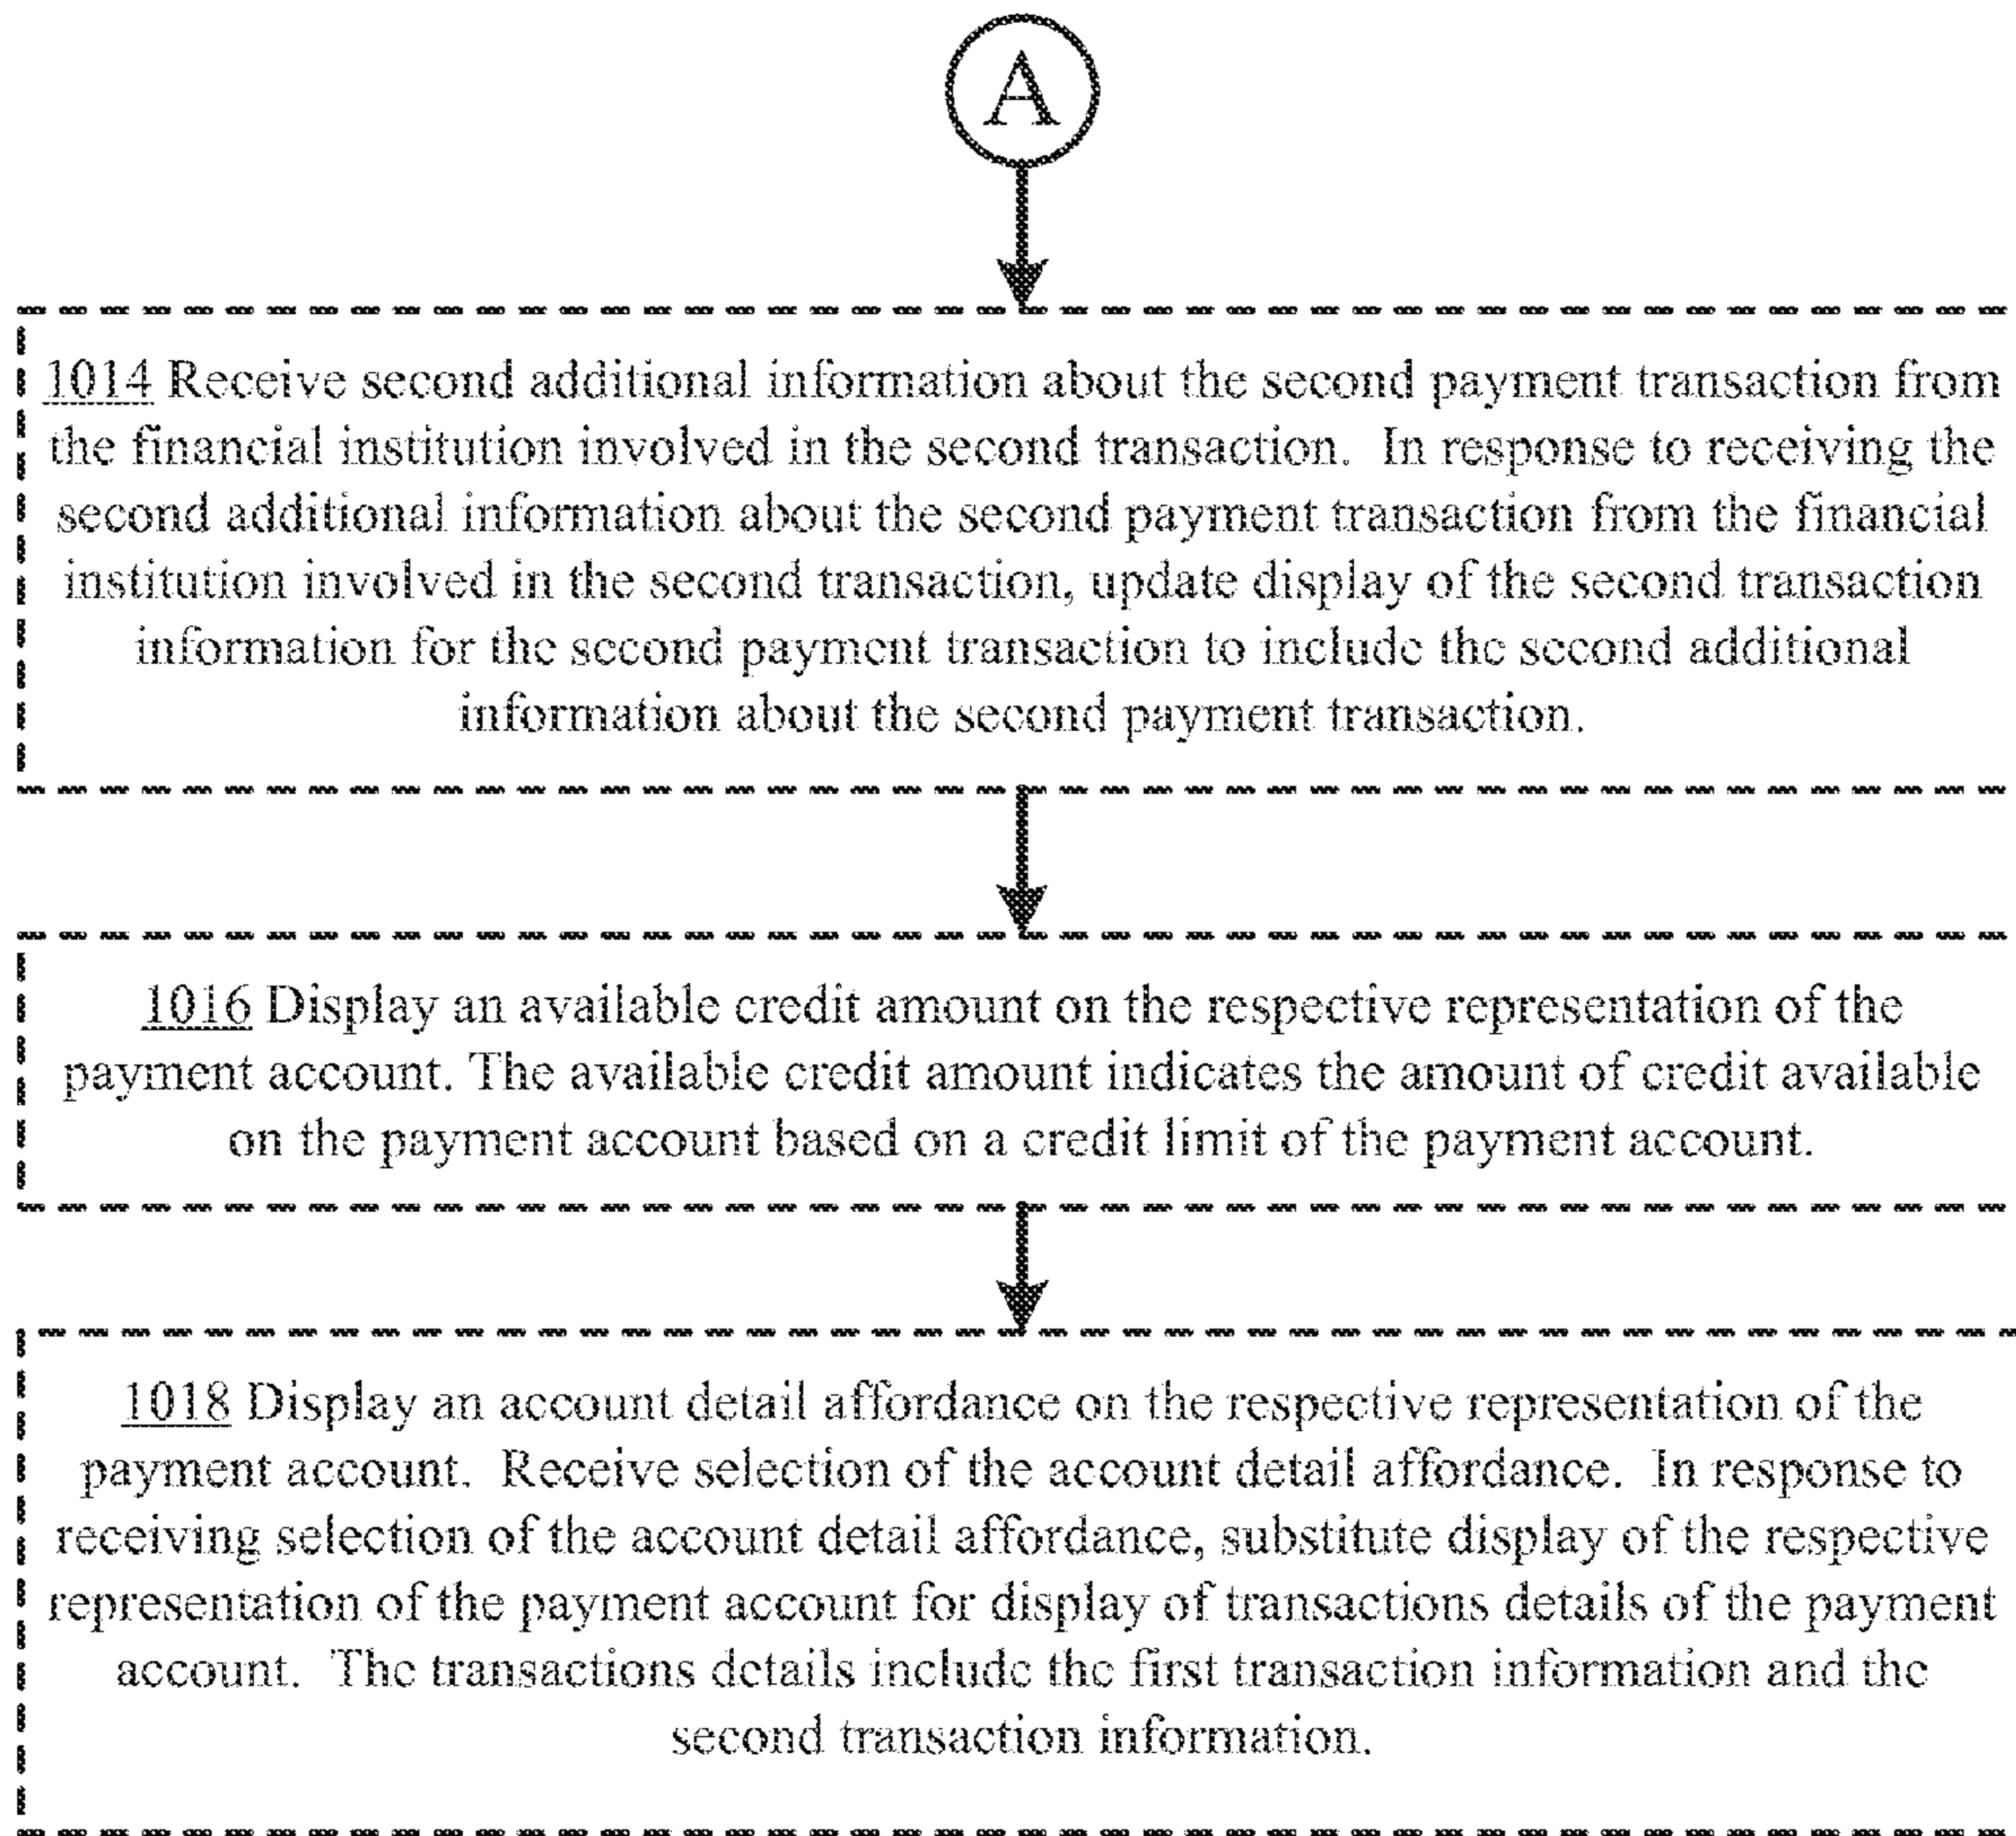 A
1014 Receive second additional information about the second payment transaction from
the financial institution involved in the second transaction.  In response to receiving the
second additional information about the second payment transaction from the financial
institution involved in the second transaction, update display of the second transaction
information for the second payment transaction to include the second additional
information about the second payment transaction.
1016 Display an available credit amount on the respective representation of the
payment account. The available credit amount indicates the amount of credit available
on the payment account based on a credit limit of the payment account.
1018 Display an account detail affordance on the respective representation of the
payment account.  Receive selection of the account detail affordance.  In response to
receiving selection of the account detail affordance, substitute display of the respective
representation of the payment account for display of transactions details of the payment
account.  The transactions details include the first transaction information and the
second transaction information.